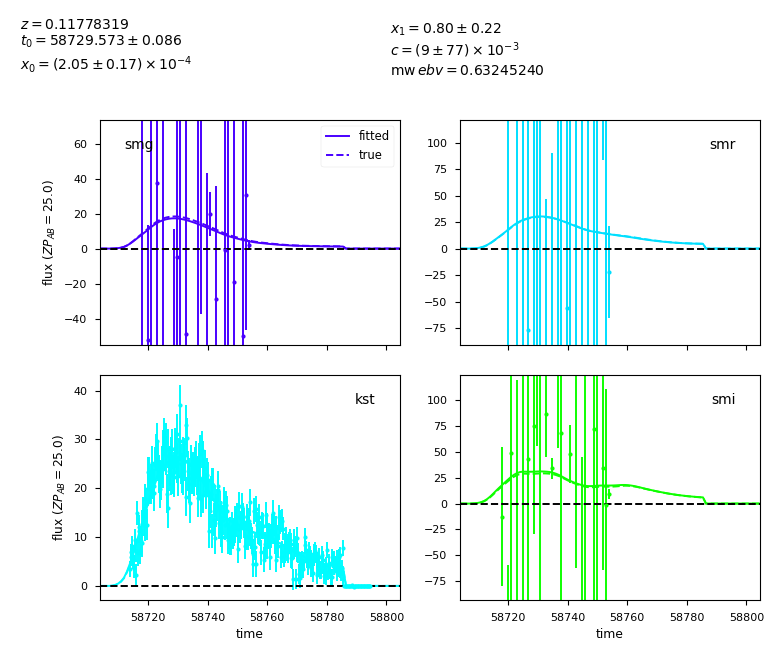 z = 0.11778319
t₀ = 58729.573 ± 0.086
x₀ = (2.05 ± 0.17) × 10⁻⁴
x₁ = 0.80 ± 0.22
c = (9 ± 77) × 10⁻³
mw ebv = 0.63245240
smg
fitted
true
60
40
20
0
−20
−40
flux (ZP_AB = 25.0)
smr
100
75
50
25
0
−25
−50
−75
kst
40
30
20
10
0
flux (ZP_AB = 25.0)
58720 58740 58760 58780 58800
time
smi
100
75
50
25
0
−25
−50
−75
58720 58740 58760 58780 58800
time